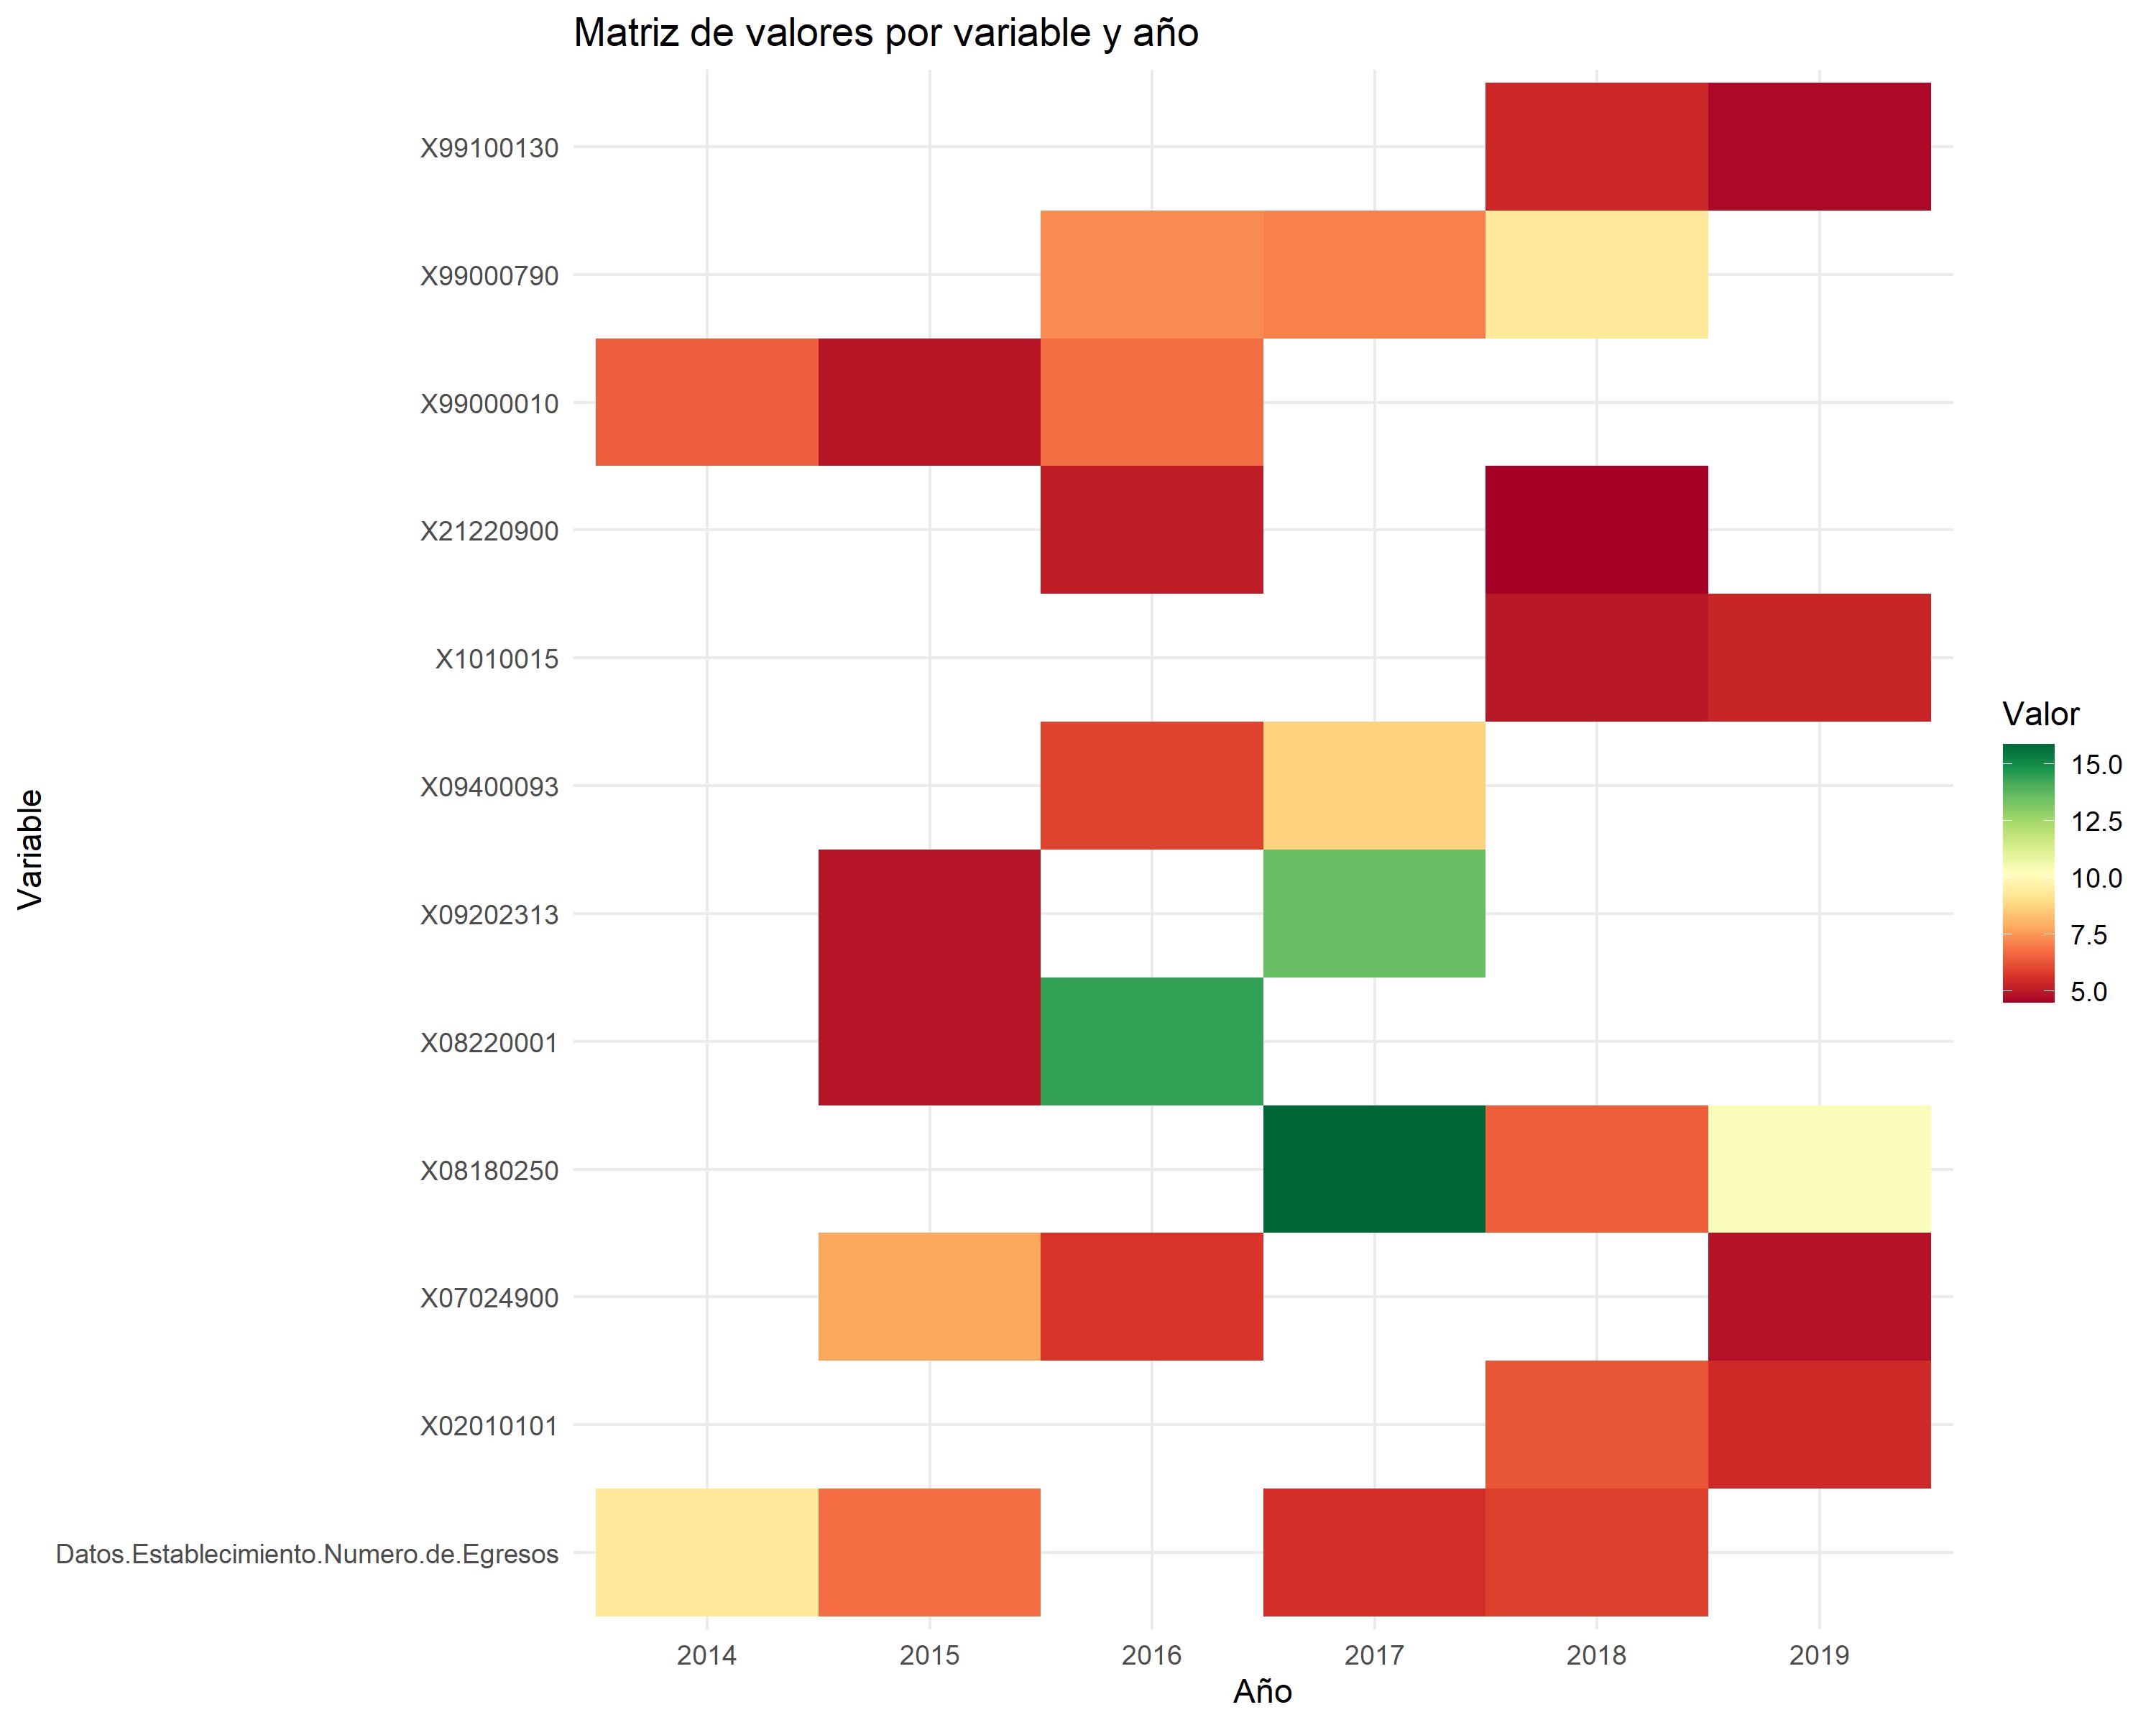 Matriz de valores por variable y año
X99100130
X99000790
X99000010
X21220900
X1010015
X09400093
X09202313
X08220001
X08180250
X07024900
X02010101
Datos.Establecimiento.Numero.de.Egresos
Variable
2014 2015 2016 2017 2018 2019
Año
Valor
15.0
12.5
10.0
7.5
5.0